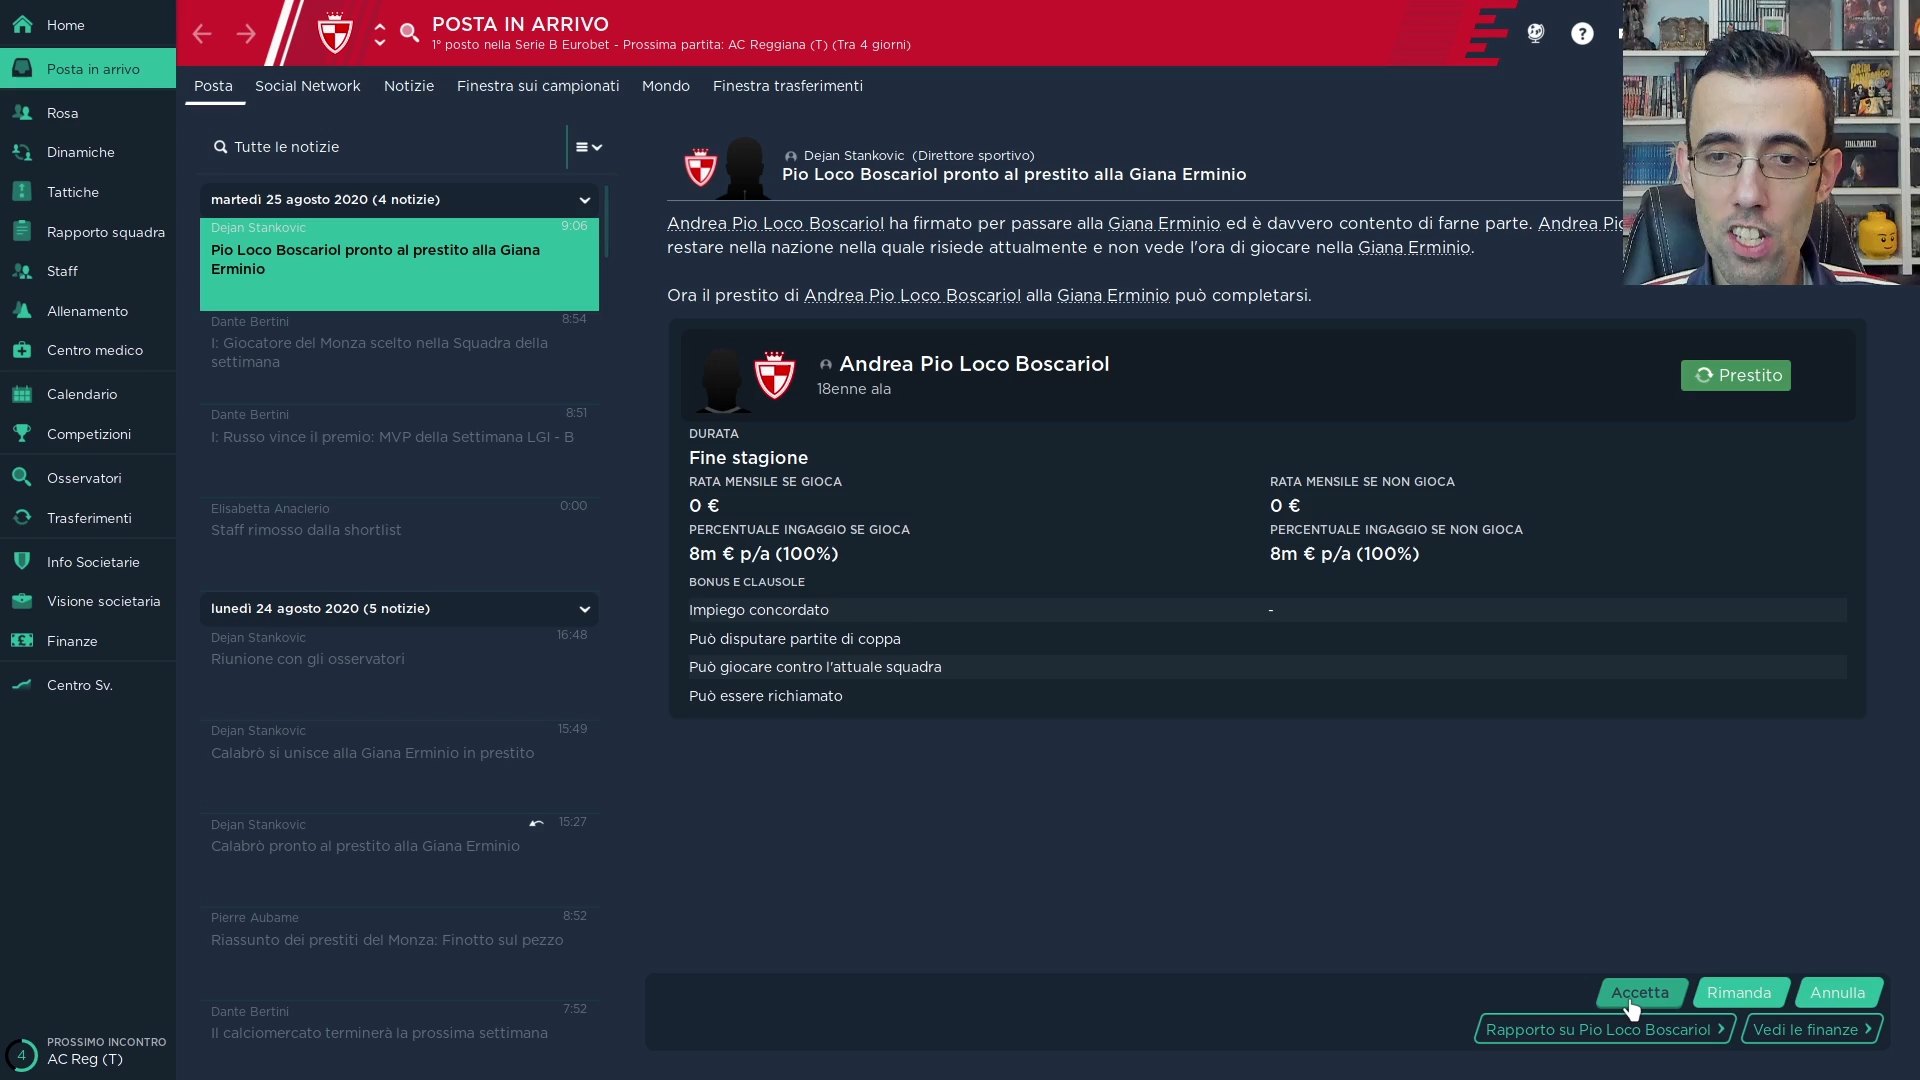 Home
Posta in arrivo
Rosa
Dinamiche
Tattiche
Rapporto squadra
Staff
Allenamento
Centro medico
Calendario
Competizioni
Osservatori
Trasferimenti
Info Societarie
Visione societaria
Finanze
Centro Sv.
4
PROSSIMO INCONTRO
AC Reg (T)
POSTA IN ARRIVO
1° posto nella Serie B Eurobet - Prossima partita: AC Reggiana (T) (Tra 4 giorni)
?
Posta Social Network Notizie Finestra sui campionati Mondo Finestra trasferimenti
Tutte le notizie
martedì 25 agosto 2020 (4 notizie)
Dejan Stankovic 9:06
Pio Loco Boscariol pronto al prestito alla Giana
Erminio
Dante Bertini 8:54
I: Giocatore del Monza scelto nella Squadra della
settimana
Dante Bertini 8:51
I: Russo vince il premio: MVP della Settimana LGI - B
Elisabetta Anaclerio 0:00
Staff rimosso dalla shortlist
lunedì 24 agosto 2020 (5 notizie)
Dejan Stankovic 16:48
Riunione con gli osservatori
Dejan Stankovic 15:49
Calabrò si unisce alla Giana Erminio in prestito
Dejan Stankovic 15:27
Calabrò pronto al prestito alla Giana Erminio
Pierre Aubame 8:52
Riassunto dei prestiti del Monza: Finotto sul pezzo
Dante Bertini 7:52
Il calciomercato terminerà la prossima settimana
Dejan Stankovic (Direttore sportivo)
Pio Loco Boscariol pronto al prestito alla Giana Erminio
Andrea Pio Loco Boscariol ha firmato per passare alla Giana Erminio ed è davvero contento di farne parte. Andrea Pio
restare nella nazione nella quale risiede attualmente e non vede l'ora di giocare nella Giana Erminio.
Ora il prestito di Andrea Pio Loco Boscariol alla Giana Erminio può completarsi.
Andrea Pio Loco Boscariol
18enne ala
Prestito
DURATA
Fine stagione
RATA MENSILE SE GIOCA RATA MENSILE SE NON GIOCA
0 € 0 €
PERCENTUALE INGAGGIO SE GIOCA PERCENTUALE INGAGGIO SE NON GIOCA
8m € p/a (100%) 8m € p/a (100%)
BONUS E CLAUSOLE
Impiego concordato -
Può disputare partite di coppa
Può giocare contro l'attuale squadra
Può essere richiamato
Accetta Rimanda Annulla
Rapporto su Pio Loco Boscariol Vedi le finanze
GRIM
FANDANGO